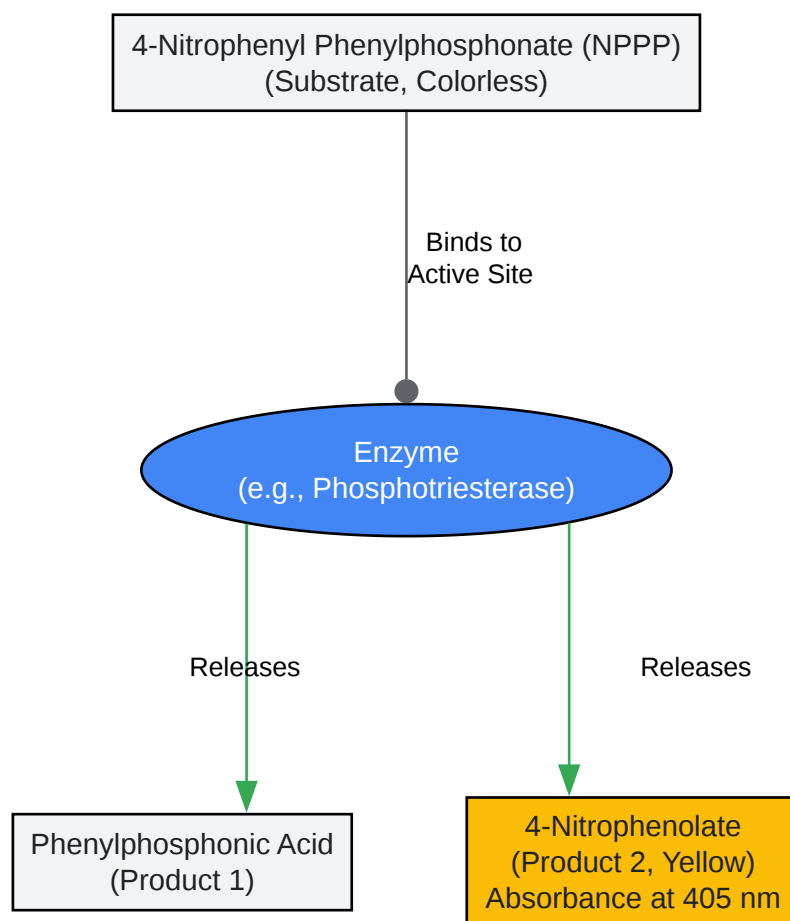 4-Nitrophenyl Phenylphosphonate (NPPP)
(Substrate, Colorless)
Binds to
Active Site
Enzyme
(e.g., Phosphotriesterase)
Releases
Releases
Phenylphosphonic Acid
(Product 1)
4-Nitrophenolate
(Product 2, Yellow)
Absorbance at 405 nm